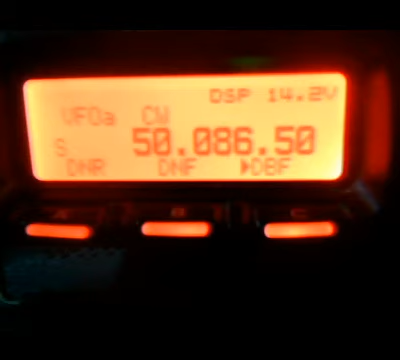 DSP 14.2V
VFOa CW
S 50.086.50
DNR DNF ▶DBF
A B C